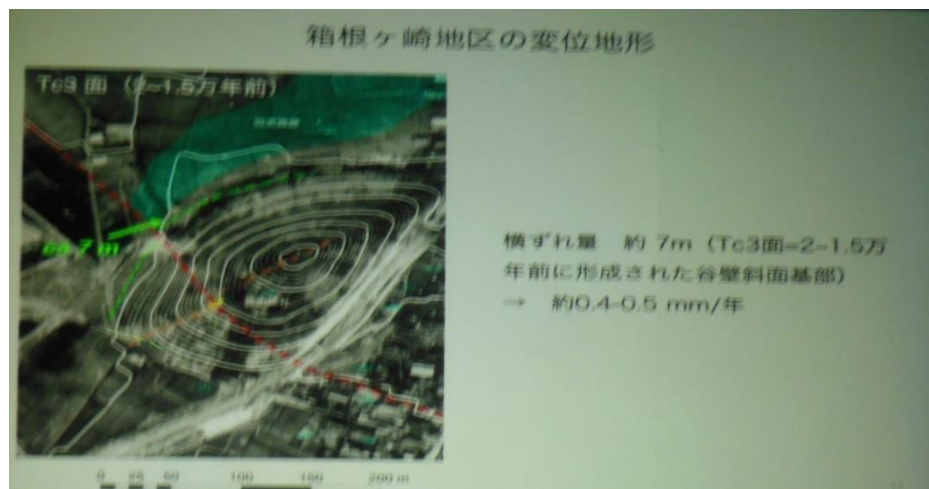 箱根ヶ崎地区の変位地形
Tc3 面 (2~1.5万年前)
ca 7 m
横ずれ量 約 7m (Tc3面=2~1.5万
年前に形成された谷壁斜面基部)
→ 約0.4-0.5 mm/年
0 25 50 100 150 200 m